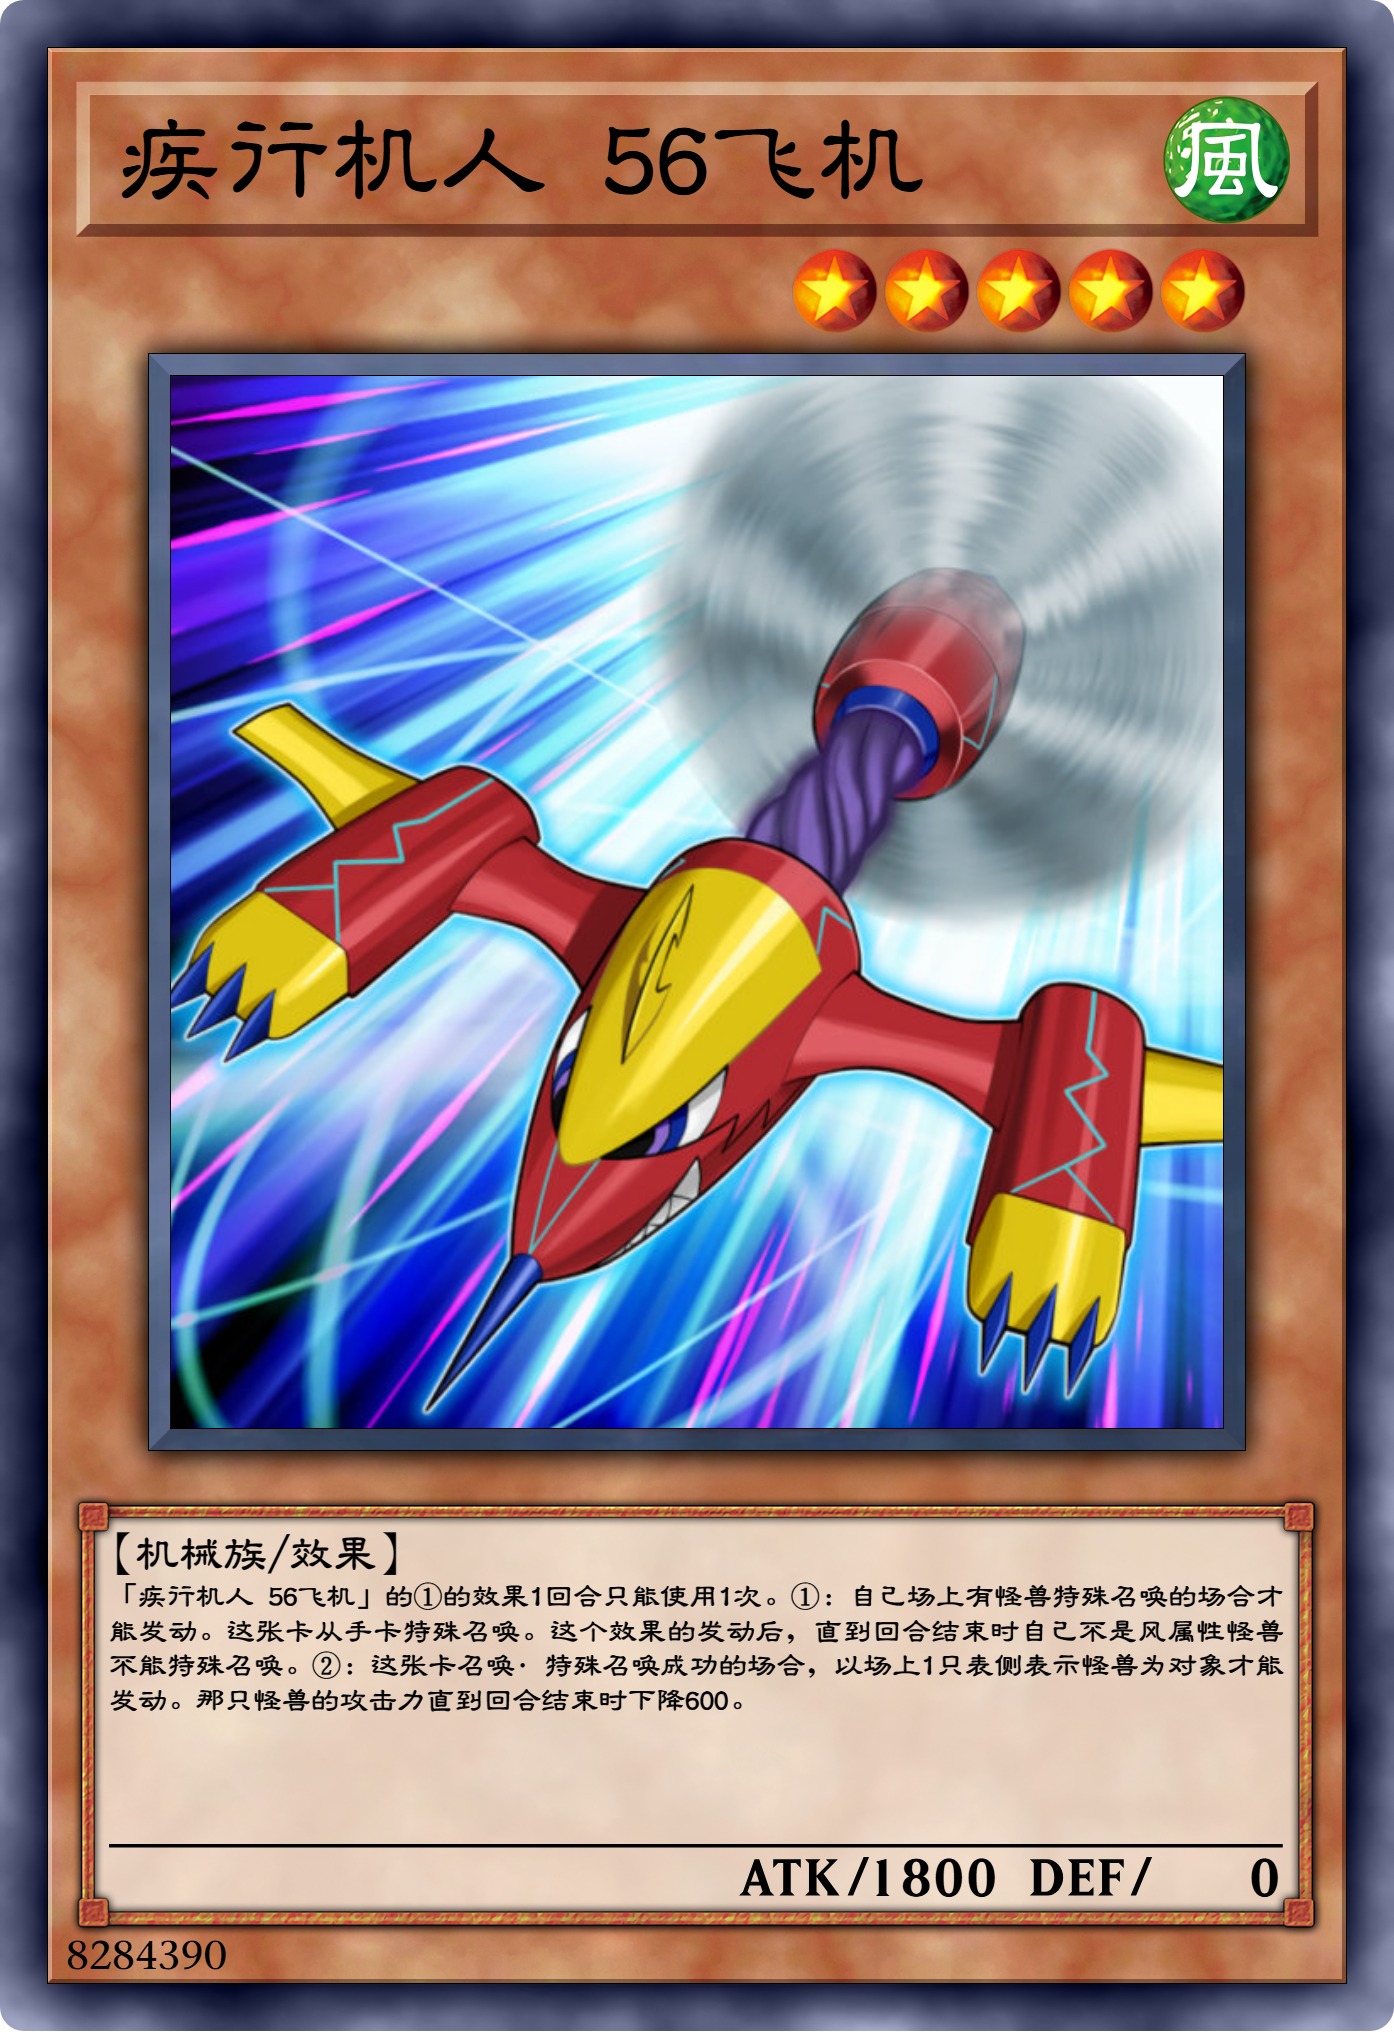 疾行机人 56飞机
風
【机械族/效果】
「疾行机人 56飞机」的①的效果1回合只能使用1次。①：自己场上有怪兽特殊召唤的场合才
能发动。这张卡从手卡特殊召唤。这个效果的发动后，直到回合结束时自己不是风属性怪兽
不能特殊召唤。②：这张卡召唤·特殊召唤成功的场合，以场上1只表侧表示怪兽为对象才能
发动。那只怪兽的攻击力直到回合结束时下降600。
ATK/1800 DEF/ 0
8284390